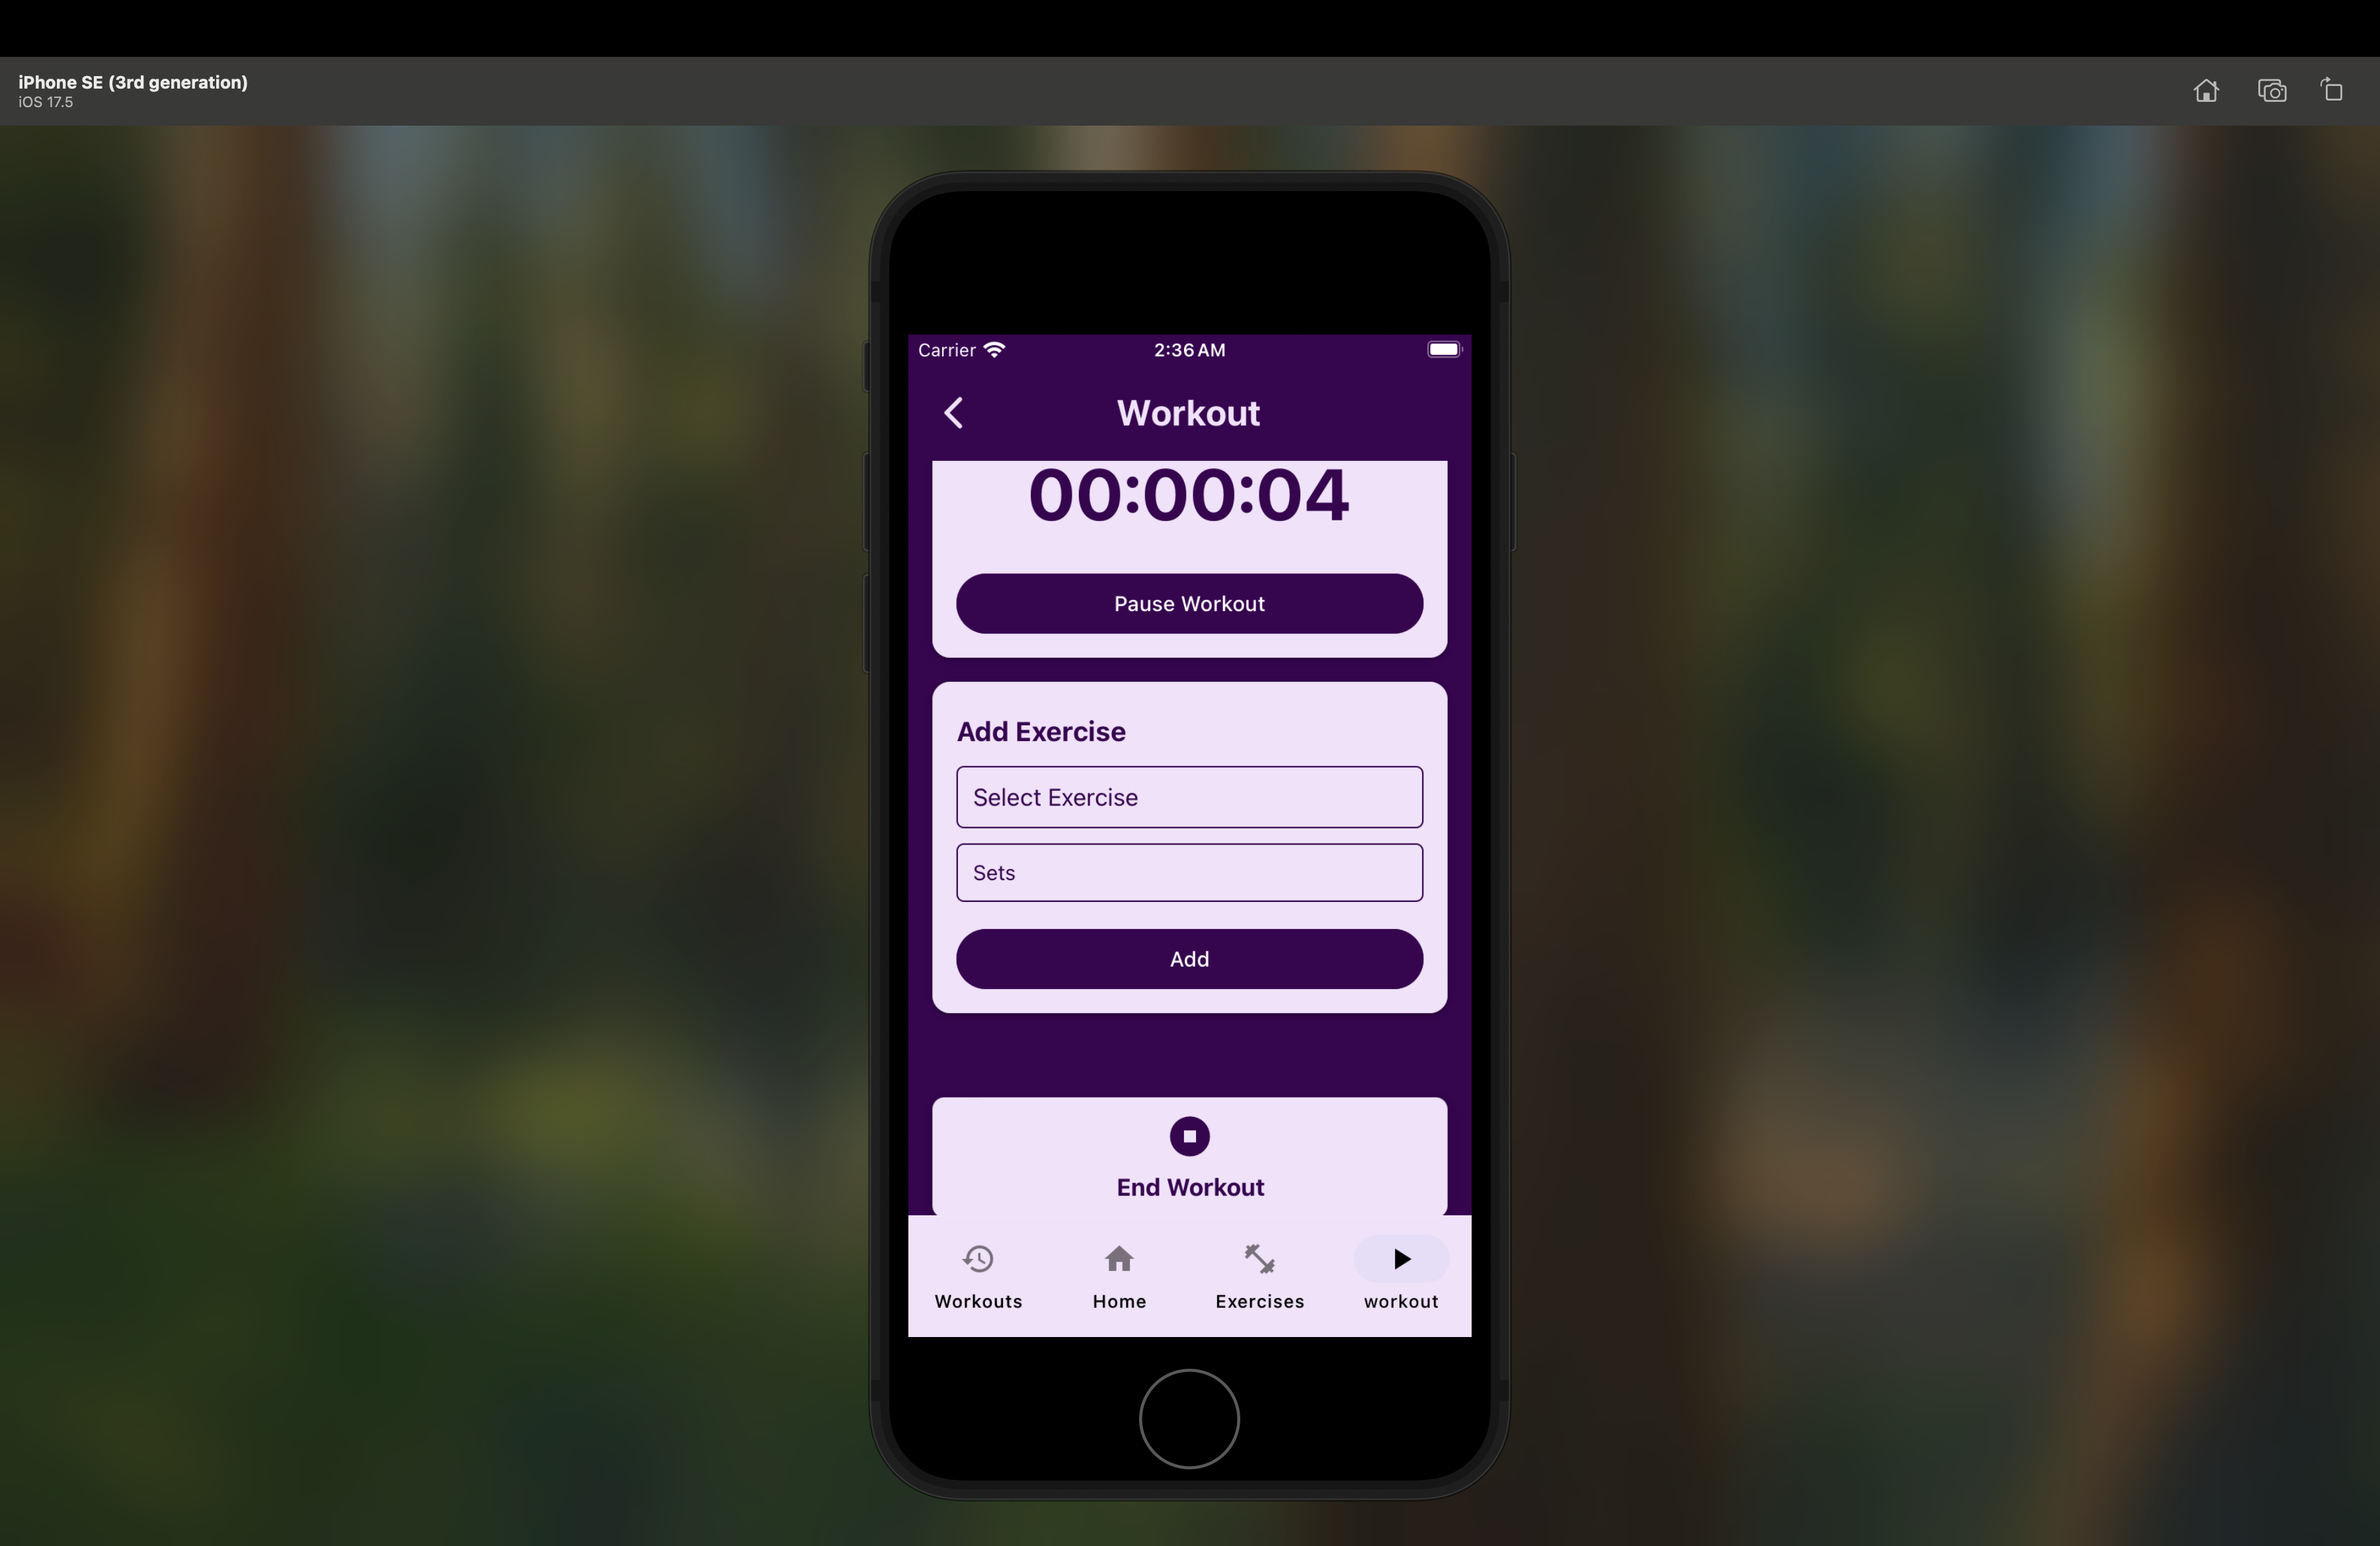 iPhone SE (3rd generation)
iOS 17.5
Carrier 2:36 AM
Workout
00:00:04
Pause Workout
Add Exercise
Select Exercise
Sets
Add
End Workout
Workouts Home Exercises workout